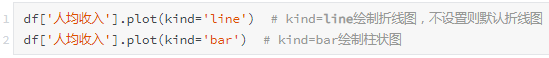 1 df['人均收入'].plot(kind='line')  # kind=line绘制折线图，不设置则默认折线图
2 df['人均收入'].plot(kind='bar')  # kind=bar绘制柱状图